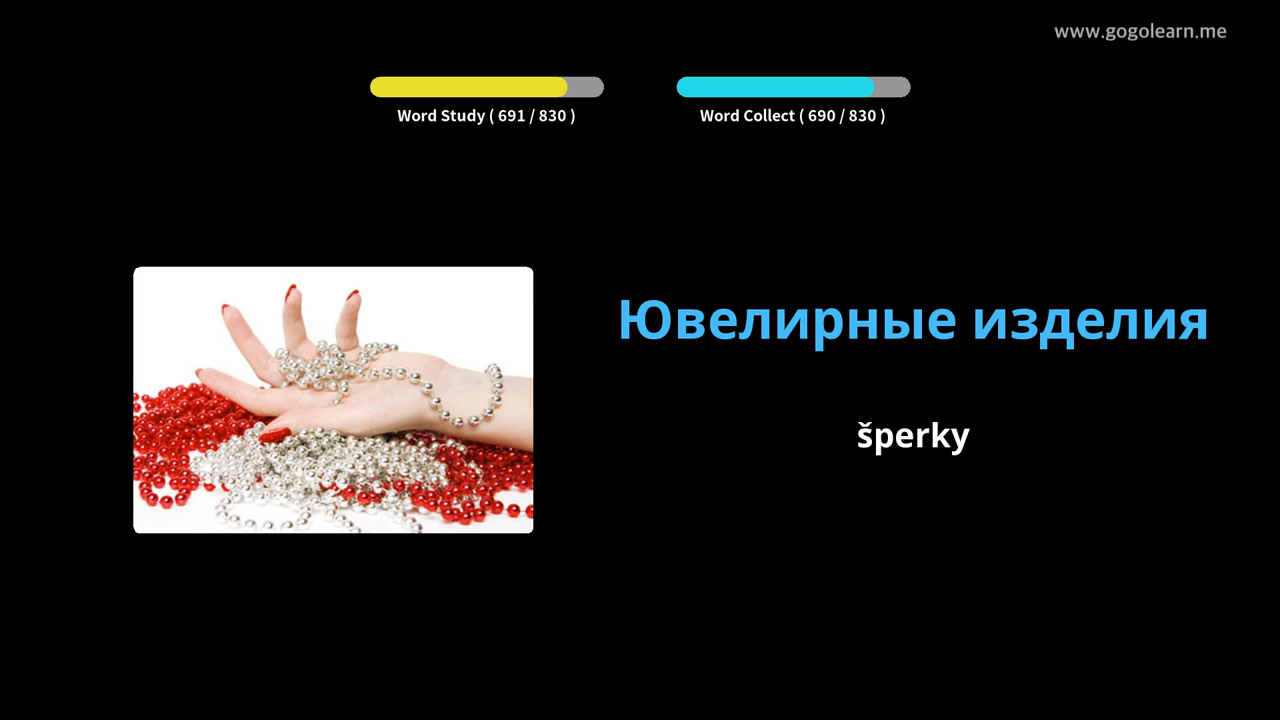 www.gogolearn.me
Word Study ( 691 / 830 )
Word Collect ( 690 / 830 )
Ювелирные изделия
šperky